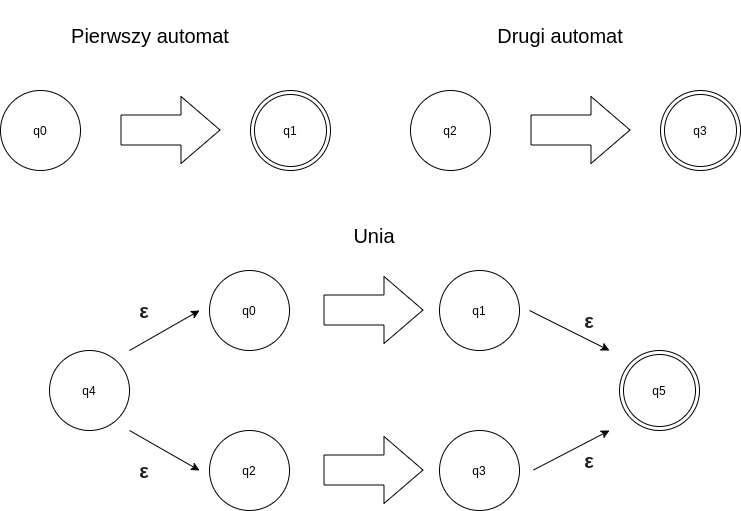 Pierwszy automat
Drugi automat
q0
q1
q2
q3
Unia
ε
q0
q1
ε
q4
q5
ε
q2
q3
ε